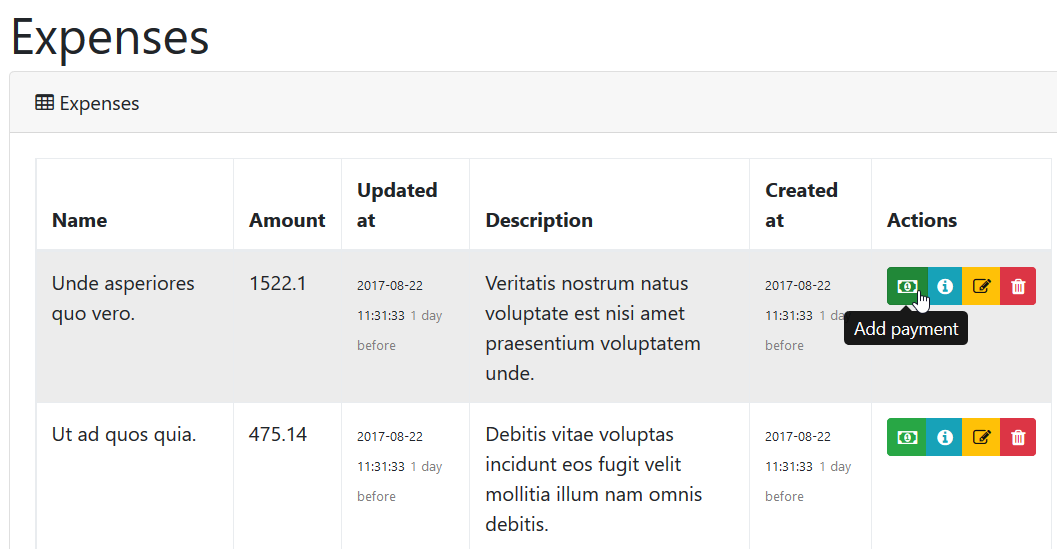 Expenses
Expenses
Name
Amount
Updated
at
Description
Created
at
Actions
Unde asperiores
quo vero.
1522.1
2017-08-22
11:31:33 1 day
before
Veritatis nostrum natus
voluptate est nisi amet
praesentium voluptatem
unde.
2017-08-22
11:31:33 1 da
before
Add payment
Ut ad quos quia.
475.14
2017-08-22
11:31:33 1 day
before
Debitis vitae voluptas
incidunt eos fugit velit
mollitia illum nam omnis
debitis.
2017-08-22
11:31:33 1 day
before